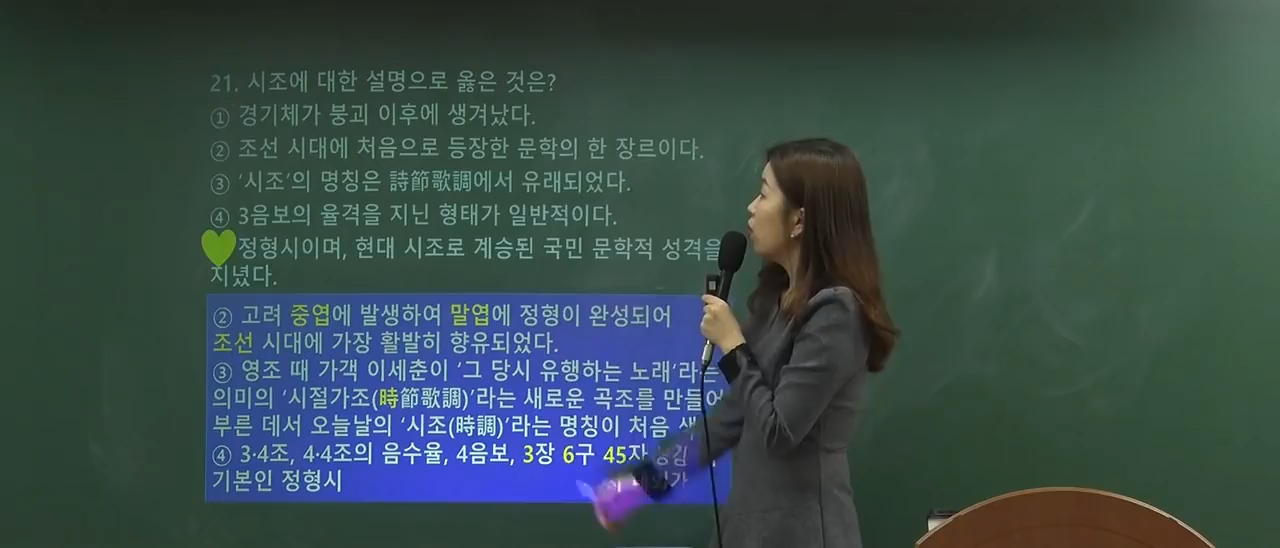 21. 시조에 대한 설명으로 옳은 것은?
① 경기체가 붕괴 이후에 생겨났다.
② 조선 시대에 처음으로 등장한 문학의 한 장르이다.
③ ‘시조’의 명칭은 詩節歌調에서 유래되었다.
④ 3음보의 율격을 지닌 형태가 일반적이다.
정형시이며, 현대 시조로 계승된 국민 문학적 성격을
지녔다.
② 고려 중엽에 발생하여 말엽에 정형이 완성되어
조선 시대에 가장 활발히 향유되었다.
③ 영조 때 가객 이세춘이 ‘그 당시 유행하는 노래’라는
의미의 ‘시절가조(時節歌調)’라는 새로운 곡조를 만들어
부른 데서 오늘날의 ‘시조(時調)’라는 명칭이 처음
④ 3·4조, 4·4조의 음수율, 4음보, 3장 6구 45자
기본인 정형시